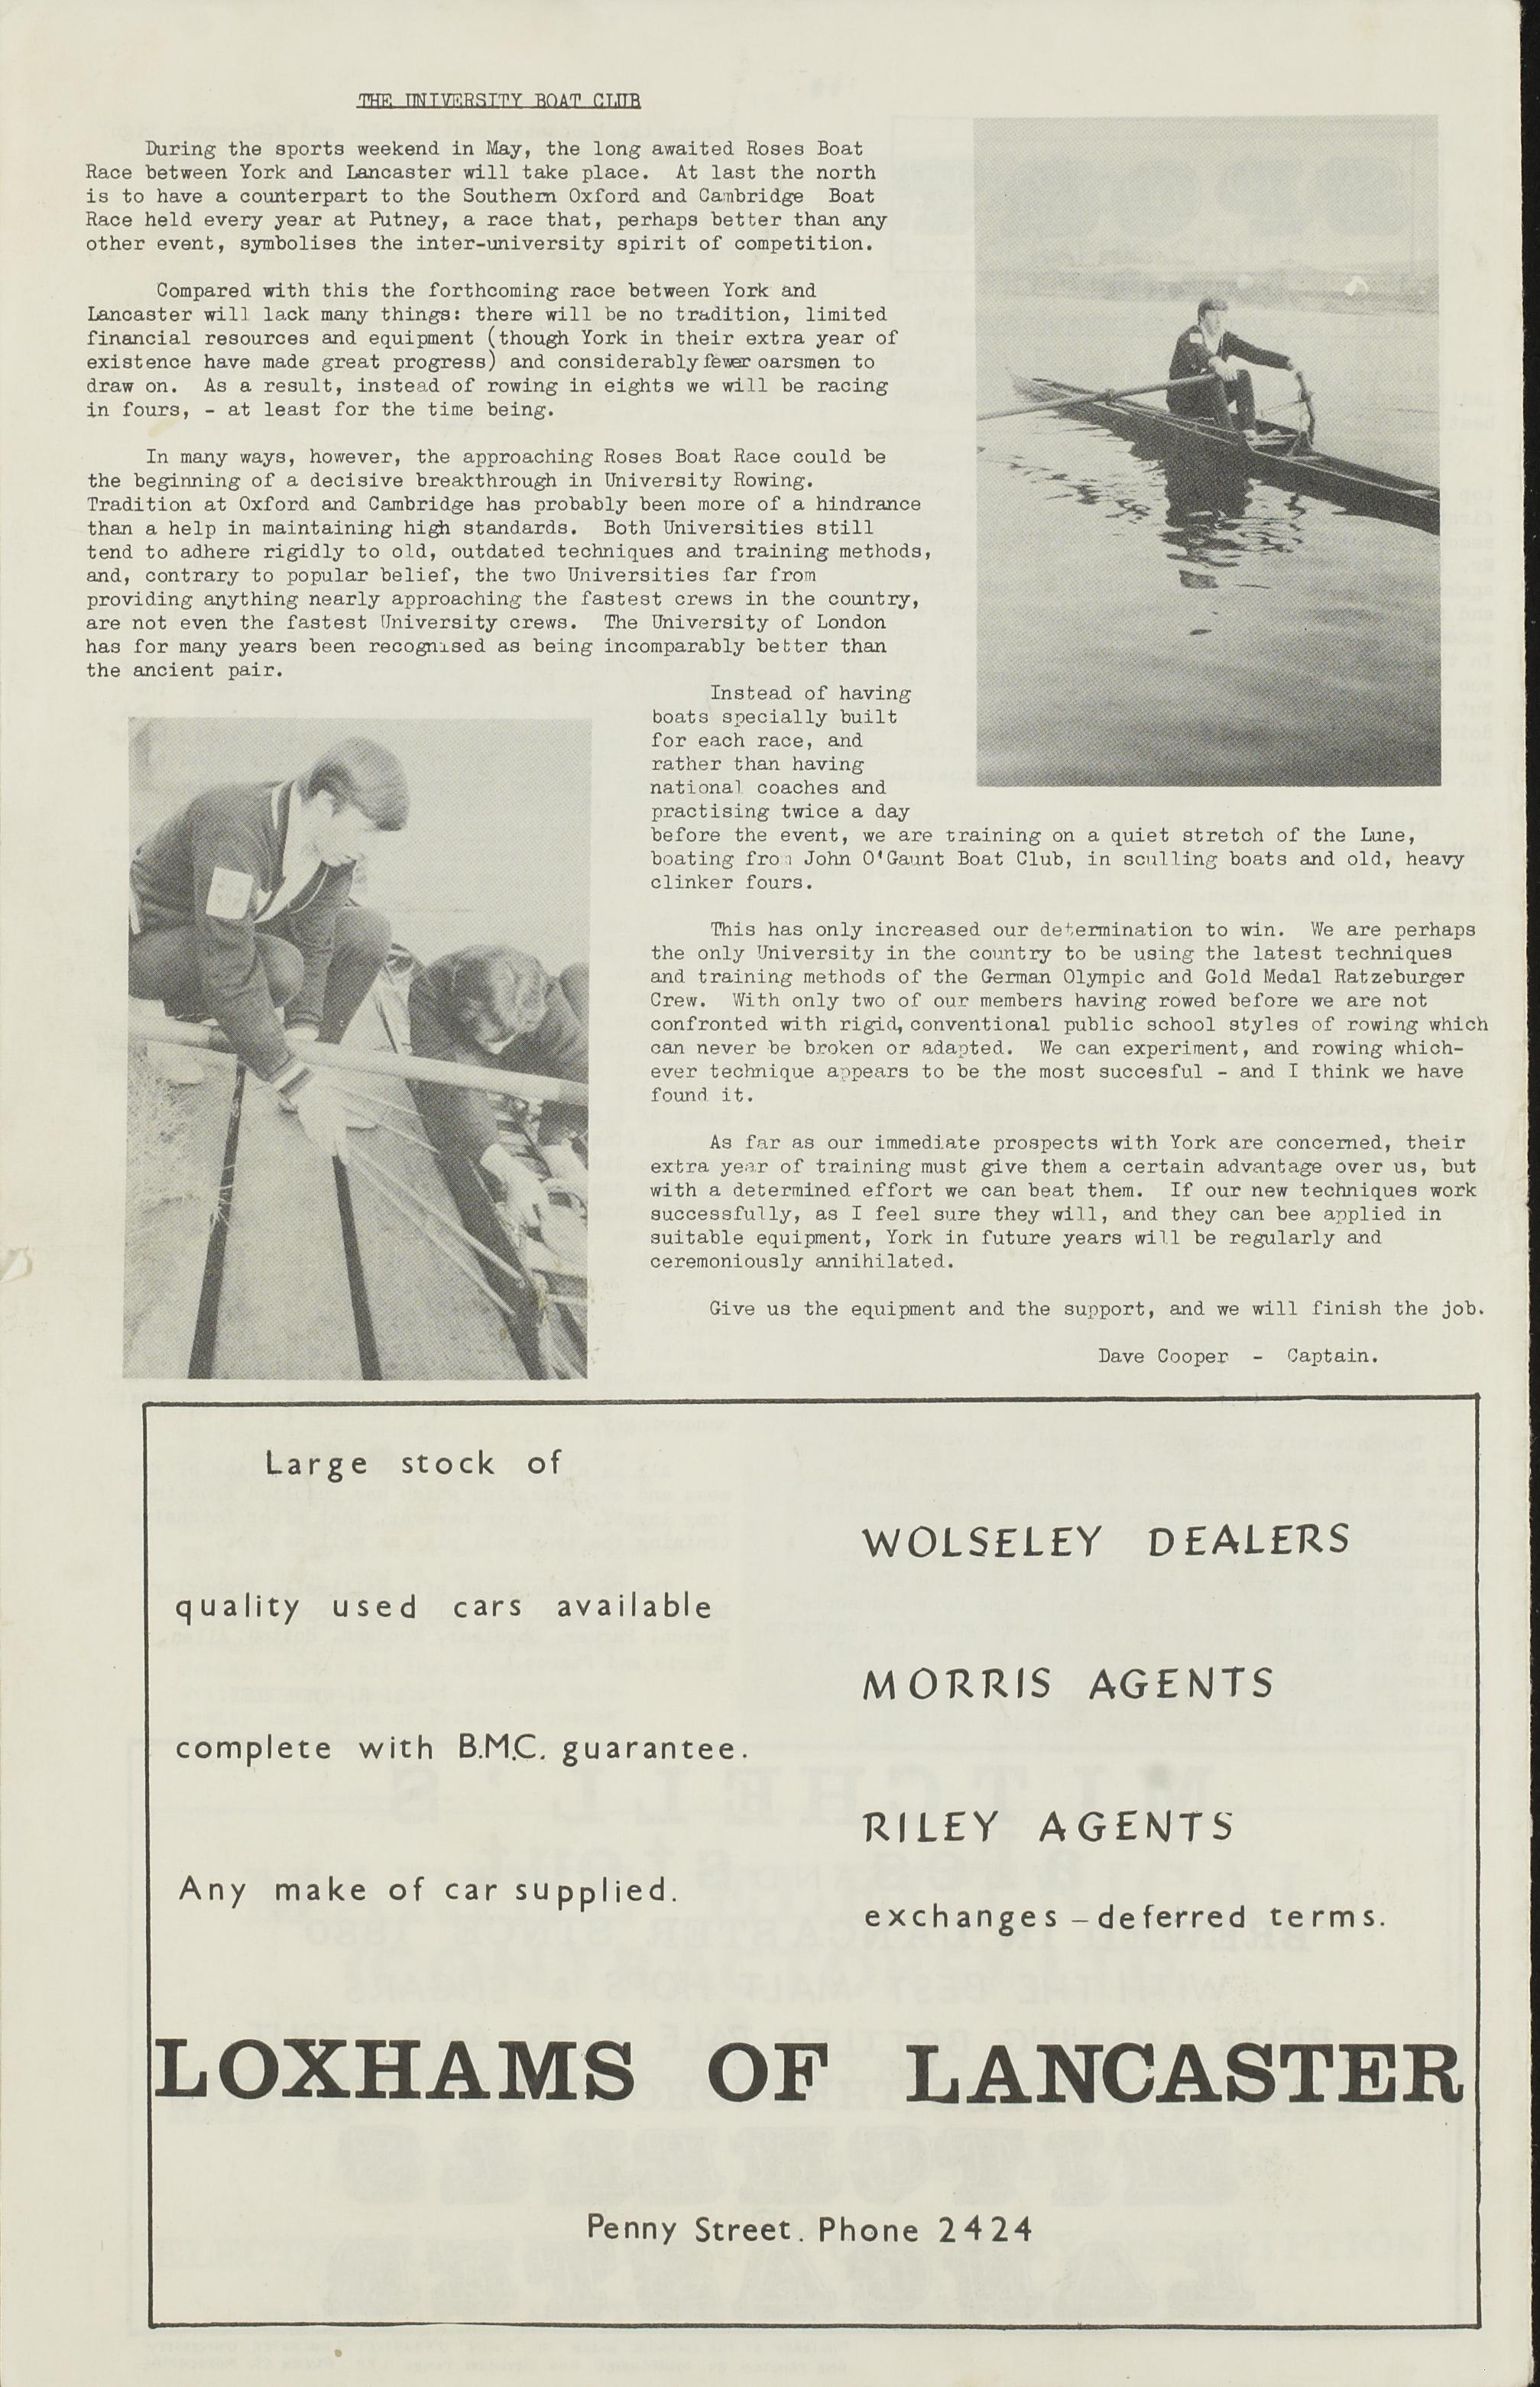 THE UNIVERSITY BOAT CLUB
During the sports weekend in May, the long awaited Roses Boat
Race between York and Lancaster will take place. At last the north
is to have a counterpart to the Southern Oxford and Cambridge Boat
Race held every year at Putney, a race that, perhaps better than any
other event, symbolises the inter-university spirit of competition.
Compared with this the forthcoming race between York and
Lancaster will lack many things: there will be no tradition, limited
financial resources and equipment (though York in their extra year of
existence have made great progress) and considerably fewer oarsmen to
draw on. As a result, instead of rowing in eights we will be racing
in fours, - at least for the time being.
In many ways, however, the approaching Roses Boat Race could be
the beginning of a decisive breakthrough in University Rowing.
Tradition at Oxford and Cambridge has probably been more of a hindrance
than a help in maintaining high standards. Both Universities still
tend to adhere rigidly to old, outdated techniques and training methods,
and, contrary to popular belief, the two Universities far from
providing anything nearly approaching the fastest crews in the country,
are not even the fastest University crews. The University of London
has for many years been recognised as being incomparably better than
the ancient pair.
Instead of having
boats specially built
for each race, and
rather than having
national coaches and
practising twice a day
before the event, we are training on a quiet stretch of the Lune,
boating from John O'Gaunt Boat Club, in sculling boats and old, heavy
clinker fours.
This has only increased our determination to win. We are perhaps
the only University in the country to be using the latest techniques
and training methods of the German Olympic and Gold Medal Ratzeburger
Crew. With only two of our members having rowed before we are not
confronted with rigid, conventional public school styles of rowing which
can never be broken or adapted. We can experiment, and rowing which-
ever technique appears to be the most succesful - and I think we have
found it.
As far as our immediate prospects with York are concerned, their
extra year of training must give them a certain advantage over us, but
with a determined effort we can beat them. If our new techniques work
successfully, as I feel sure they will, and they can bee applied in
suitable equipment, York in future years will be regularly and
ceremoniously annihilated.
Give us the equipment and the support, and we will finish the job.
Dave Cooper - Captain.
Large stock of
quality used cars available
complete with B.M.C. guarantee.
Any make of car supplied.
WOLSELEY DEALERS
MORRIS AGENTS
RILEY AGENTS
exchanges – deferred terms.
LOXHAMS OF LANCASTER
Penny Street. Phone 2424